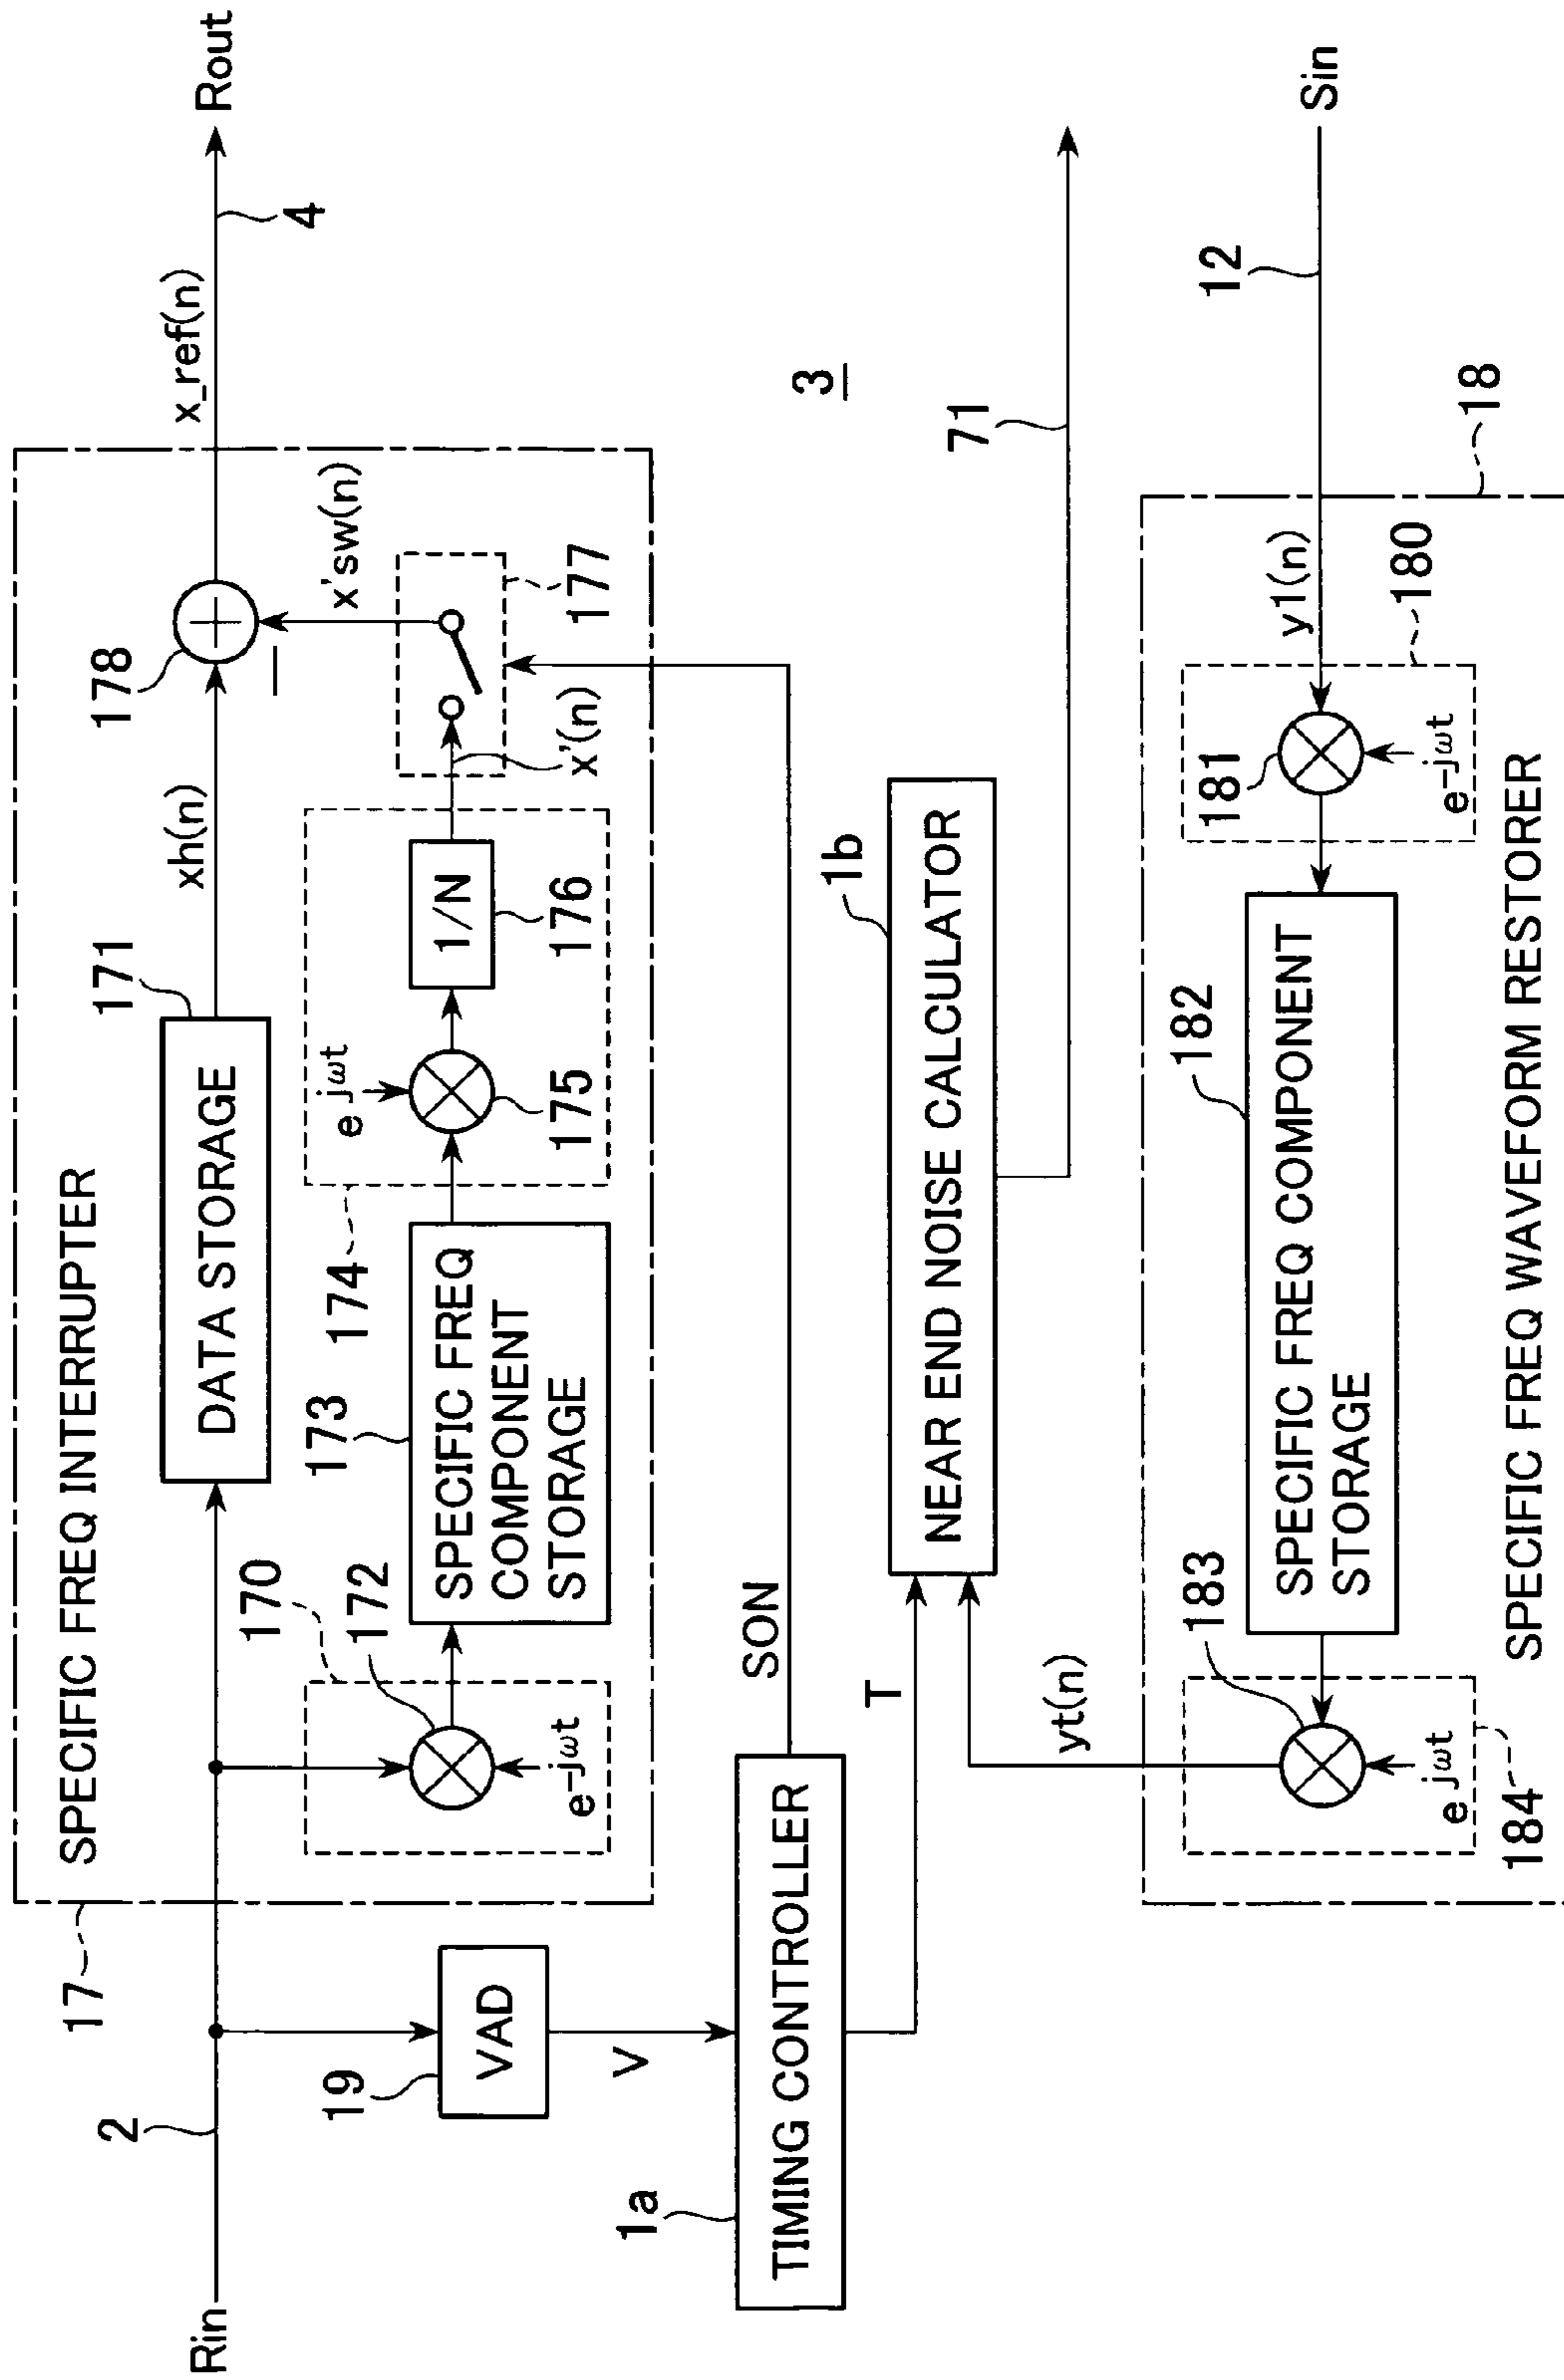 Rin
2
17
SPECIFIC FREQ INTERRUPTER
170
171
DATA STORAGE
xh(n)
178
x_ref(n)
4
Rout
172
e-jωt
173
SPECIFIC FREQ
COMPONENT
STORAGE
174
e jωt
175
1/N
176
x'(n)
177
x'sw(n)
19
VAD
V
1a
TIMING CONTROLLER
SON
T
3
1b
NEAR END NOISE CALCULATOR
71
yt(n)
183
e jωt
184
182
SPECIFIC FREQ COMPONENT
STORAGE
181
e-jωt
180
y1(n)
18
12
Sin
SPECIFIC FREQ WAVEFORM RESTORER